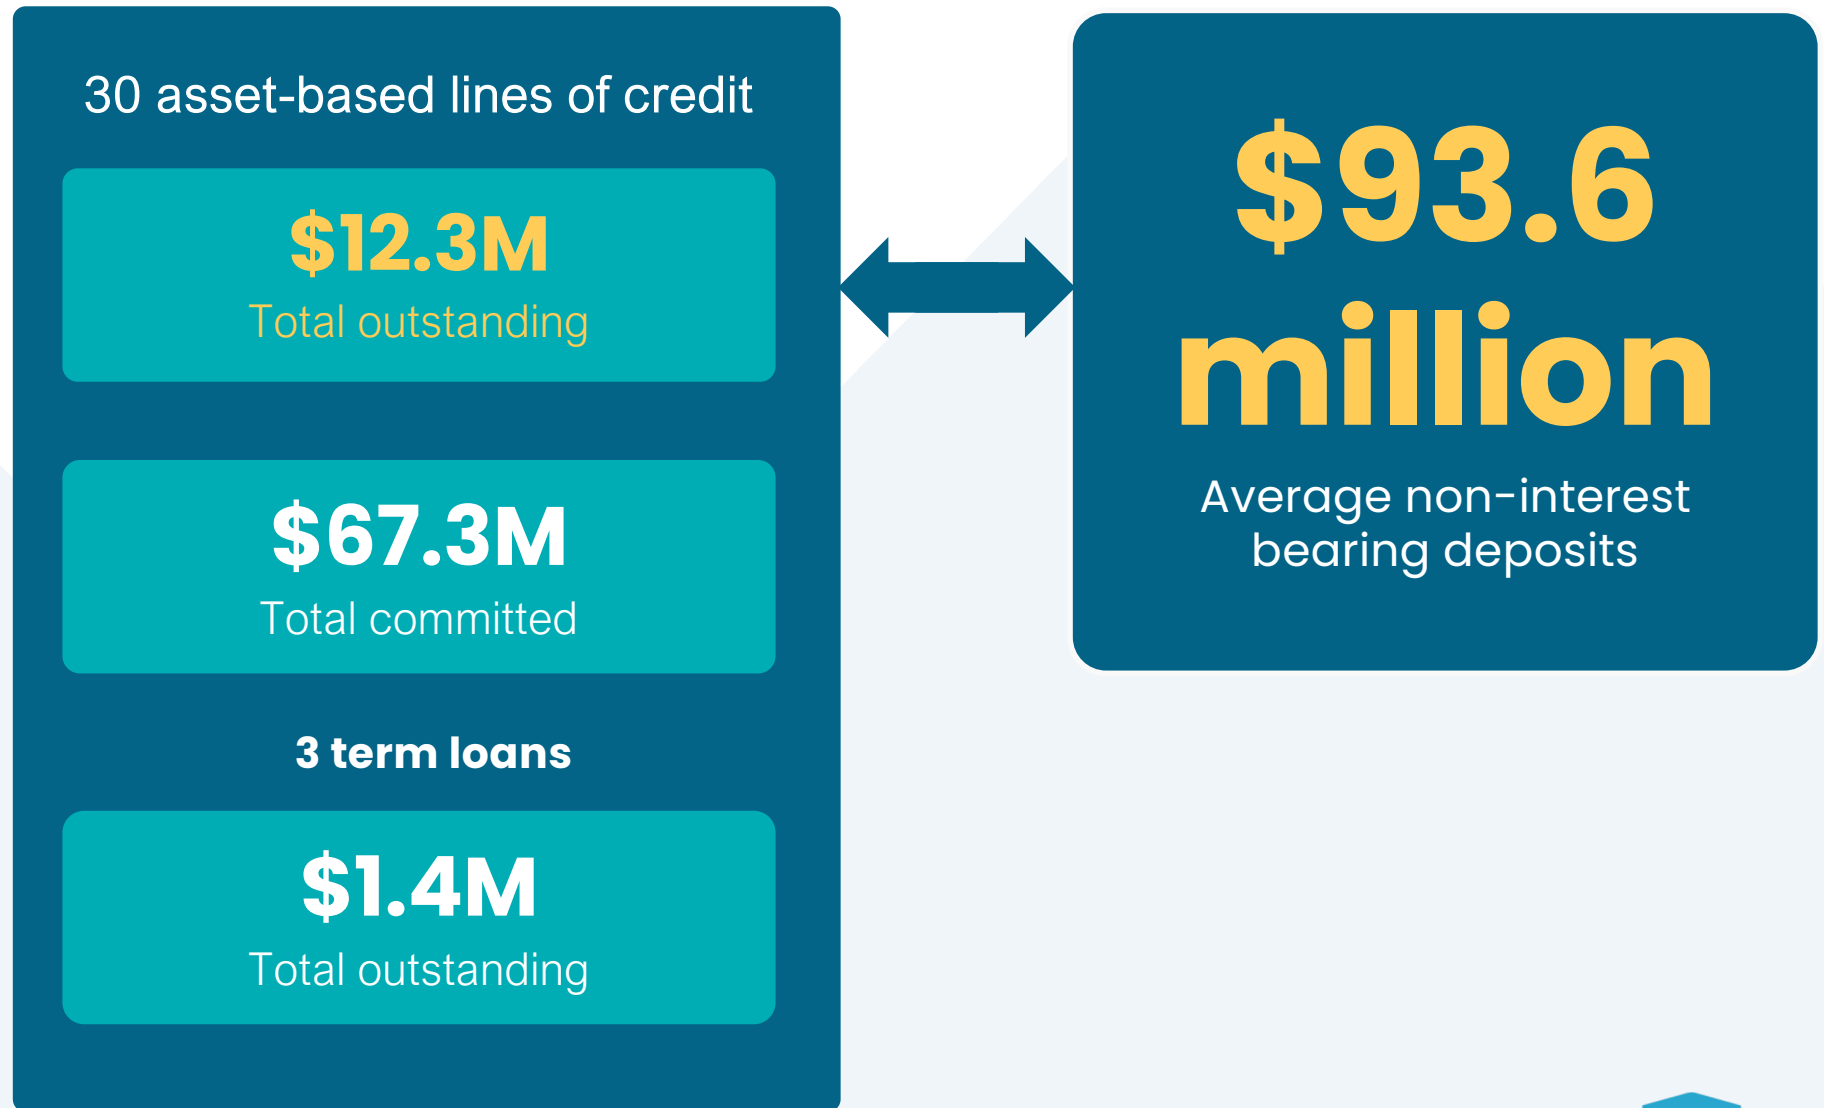 30 asset-based lines of credit
$12.3M
Total outstanding
$67.3M
Total committed
3 term loans
$1.4M
Total outstanding
$93.6
million
Average non-interest
bearing deposits